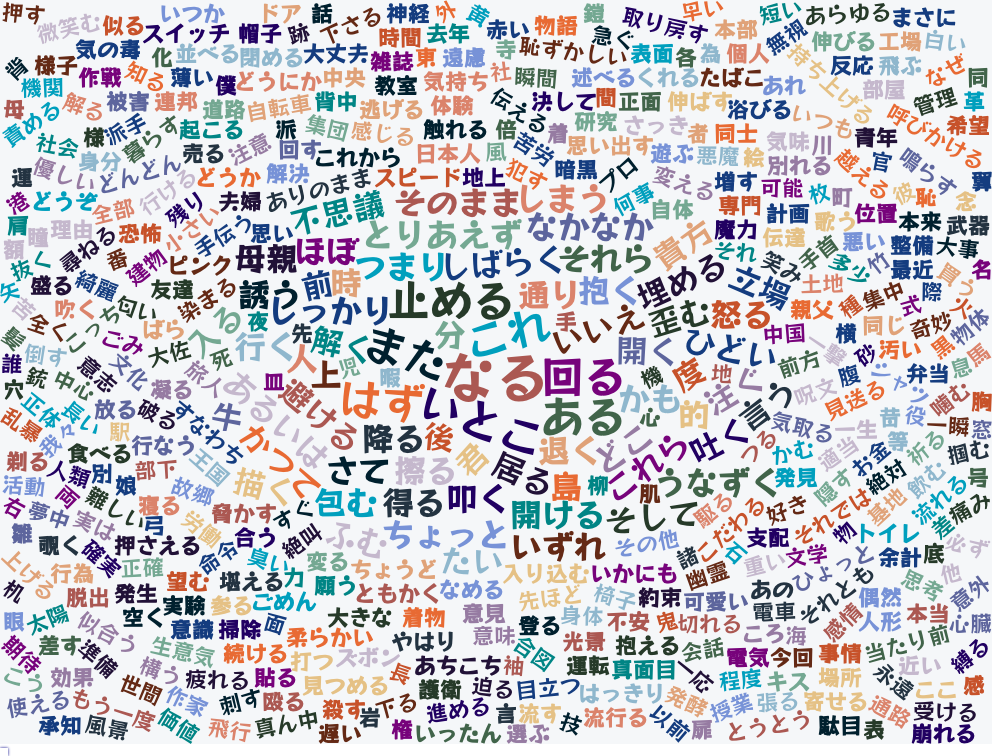 押す 微笑む 似る いつか ドア 話 下さる 神経 外 黄 赤い 物語 鎧 取り戻す 早い 短い あらゆる まさに
スイッチ 帽子 跡 時間 去年 急ぐ 無視 伸びる 工場 白い
背 様子 気の毒 化 並べる 閉める 大丈夫 雑誌 東 遠慮 寺 恥ずかしい 表面 各 為 個人 持ち上げる 反応 飛ぶ なぜ 同
機関 作戦 知る 薄い 僕 どうにか 中央 教室 気持ち 社 瞬間 述べる くれる たばこ あれ 部屋 管理 革
母 責める 解る 被害 連邦 道路 自転車 背中 逃げる 体験 伝える 決して 間 正面 伸ばす 浴びる いつも 呼びかける 希望
社会 様 派手 暮らす 起こる 派 集団 感じる 触れる 倍 着 研究 さっき 者 同士 気味 川 青年
優しい 身分 どんどん 売る 注意 回す これから 日本人 風 苦労 思い出す 遊ぶ 悪魔 絵 別れる 越える 官 鳴らす 翼
運 港 どうぞ 全部 行ける どうか 解決 ありのまま スピード 地上 犯す 暗黒 プロ 変える 増す 可能 枚 町 彼 恥 念
肩 額 瞳 理由 恐怖 残り 夫婦 不思議 そのまま しまう 何事 自体 専門 計画 歌う 位置 本来 武器
尋ねる 番 小さい 手伝う 思い とりあえず なかなか 貴方 魔力 それ 伝達 悪い 整備 大事
抜く 建物 ピンク 母親 ほぼ つまり しばらく それら 笑み 手首 多少 竹 最近 員 名
矢 盛る 綺麗 友達 染まる 誘う 前 時 しっかり 止める 通り 抱く 埋める 立場 土地 際
苦 吹く 匂い 夜 親父 種 集中 式 火
髪 全く こっち ごみ ばら 入る 先 解く また 分 これ 手 いいえ 歪む 怒る 中国 横 同じ 奇妙 物体
誰 倒す 文化 大佐 死 行く 人 児 なる 回る 開く ひどい 一撃 砂 汚い 黒 息 馬
穴 銃 中心 意志 旅人 皿 上 暇 機 度 地 前方 腹 弁当
正体 長い 放る 凝る ある 避ける はず いとこ ある かも 心 的 注ぐ 言う 呪文 見送る 役 噛む 胸
乱暴 我々 破る すなわち 牛 あるいは 降る 後 退く どこ 気取る 昔 一瞬 窓
剃る 駅 行なう 王国 かつて さて 擦る 君 居る これら 吐く つる かむ 適当 一生 お金 等 祈る 掴む
活動 人類 食べる 別 部下 描く 島 柳 肌 うなずく 発見 隠す 絶対 飲む 号
右 両 難しい 娘 故郷 包む 得る 叩く 開ける そして 駆る こだわる 好き それでは 基地 流れる 痛み
雛 夢中 実は 弓 寝る 労働 脅かす すぐ ちょっと いずれ その他 石 支配 物 トイレ 差
覗く 確実 押さえる 合う 絶叫 ふむ 諸 文学 余計 底 必ず
机 上げる 行為 正確 命令 臭い 変る ちょうど たい 入り込む いかにも 幽霊 重い ひょっと 他
脱出 発生 望む 堪える 力 願う ともかく なめる 先ほど 椅子 約束 可愛い あの それとも 思考 意外
眼 太陽 空く 実験 参る ごめん 大きな 着物 意見 身体 不安 鬼 切れる 電車 偶然
似合う 意識 掃除 面 柔らかい やはり 意味 登る 光景 抱える 会話 ころ 海 感情 人形 本当 心臓
期待 差す 準備 生意気 続ける 打つ ズボン 合図 運転 真面目 電気 今回 事情 当たり前 縛る
こう 効果 世間 構う 疲れる 貼る 見つめる 長 あちこち 袖 一応 程度 キス 場所 永遠 近い ここ 感
使える もう一度 作家 刺す 殴る 殺す 下る 護衛 迫る 目立つ はっきり 発酵 授業 張る 寄せる 通路 受ける
承知 風景 価値 飛行 真ん中 遅い 岩 権 進める いったん 言 流す 選ぶ 技 流行る 以前 扉 とうとう 駄目 表 崩れる